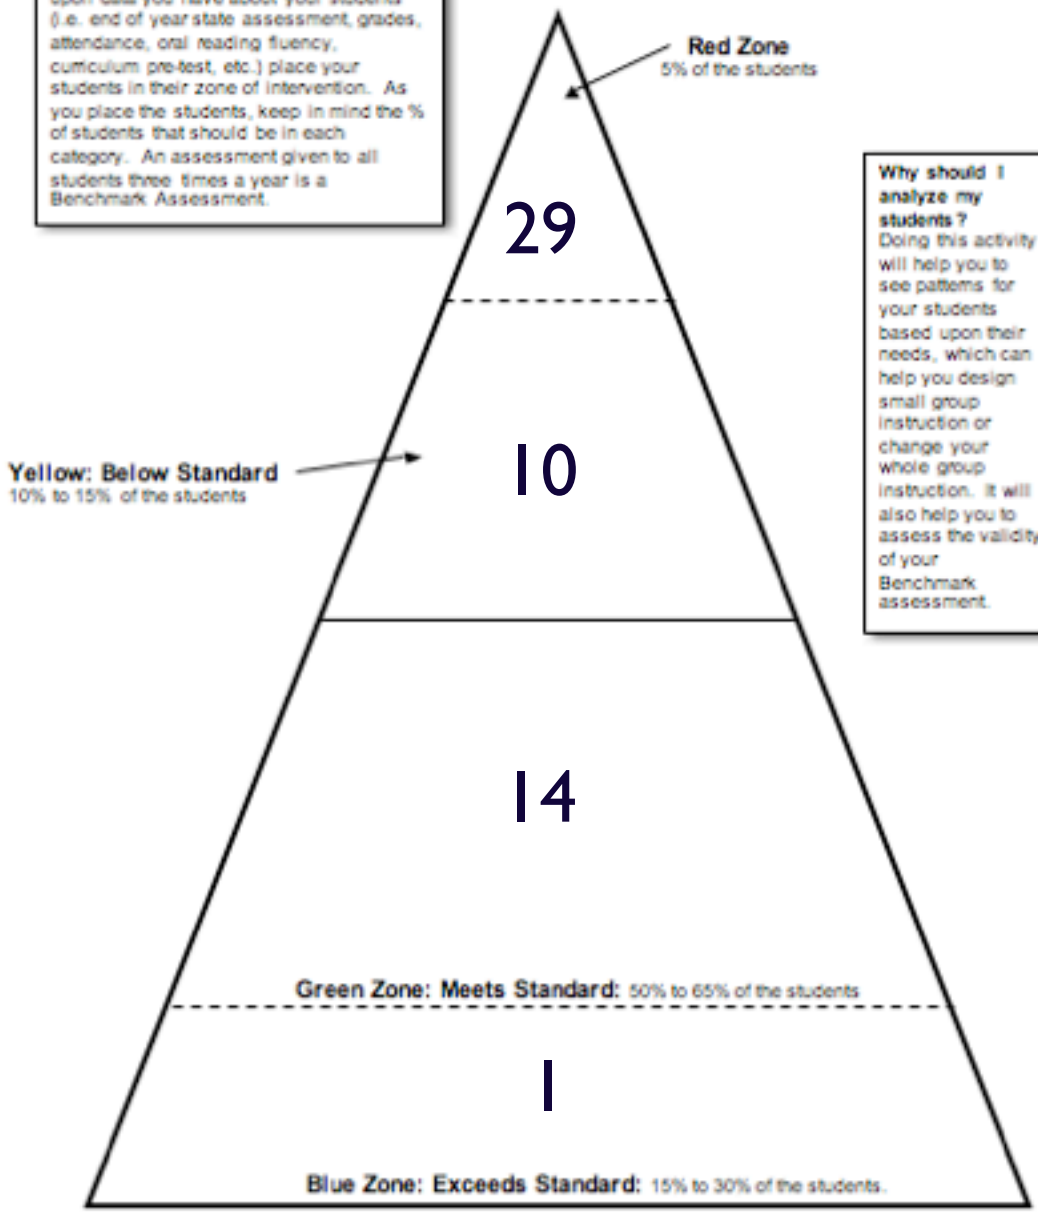 upon data you have about your students
(i.e. end of year state assessment, grades,
attendance, oral reading fluency,
curriculum pre-test, etc.) place your
students in their zone of intervention. As
you place the students, keep in mind the %
of students that should be in each
category. An assessment given to all
students three times a year is a
Benchmark Assessment.
Red Zone
5% of the students
Why should I
analyze my
students?
Doing this activity
will help you to
see patterns for
your students
based upon their
needs, which can
help you design
small group
instruction or
change your
whole group
instruction. It will
also help you to
assess the validity
of your
Benchmark
assessment.
29
Yellow: Below Standard
10% to 15% of the students
10
14
Green Zone: Meets Standard: 50% to 65% of the students
1
Blue Zone: Exceeds Standard: 15% to 30% of the students.